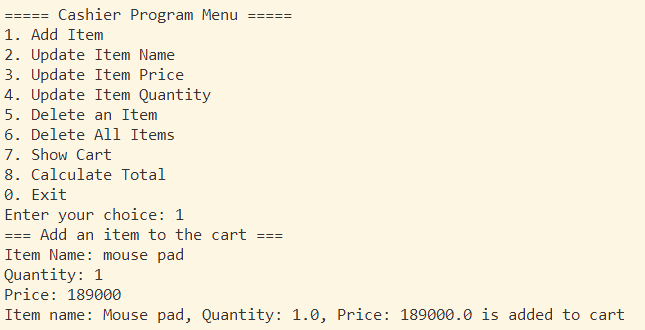 ===== Cashier Program Menu =====
1. Add Item
2. Update Item Name
3. Update Item Price
4. Update Item Quantity
5. Delete an Item
6. Delete All Items
7. Show Cart
8. Calculate Total
0. Exit
Enter your choice: 1
=== Add an item to the cart ===
Item Name: mouse pad
Quantity: 1
Price: 189000
Item name: Mouse pad, Quantity: 1.0, Price: 189000.0 is added to cart